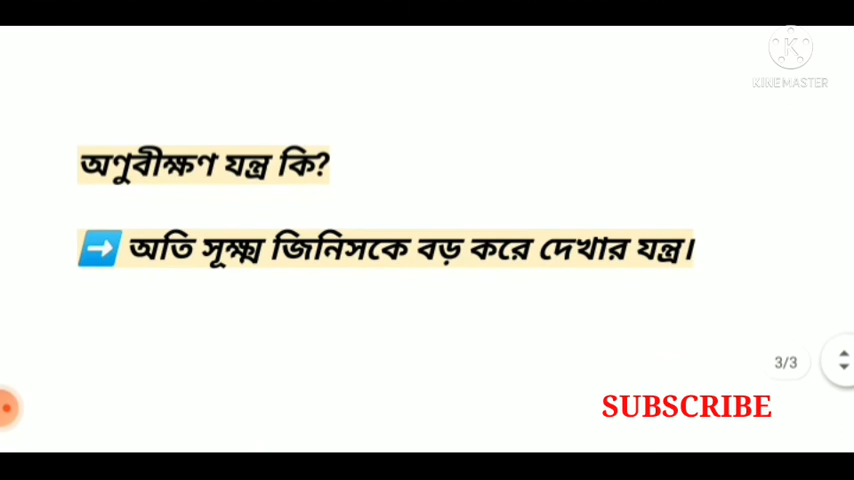 KINEMASTER
অণুবীক্ষণ যন্ত্র কি?
➡️ অতি সূক্ষ্ম জিনিসকে বড় করে দেখার যন্ত্র।
3/3
SUBSCRIBE